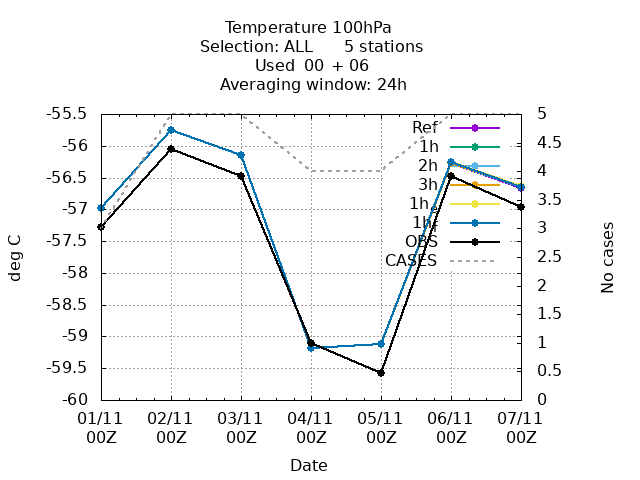 Temperature 100hPa
Selection: ALL 5 stations
Used 00 + 06
Averaging window: 24h
-55.5
-56
-56.5
-57
-57.5
-58
-58.5
-59
-59.5
-60
deg C
5
4.5
4
3.5
3
2.5
2
1.5
1
0.5
0
No cases
Ref
1h
2h
3h
1h
1h
OBS
CASES
01/11 02/11 03/11 04/11 05/11 06/11 07/11
00Z 00Z 00Z 00Z 00Z 00Z 00Z
Date